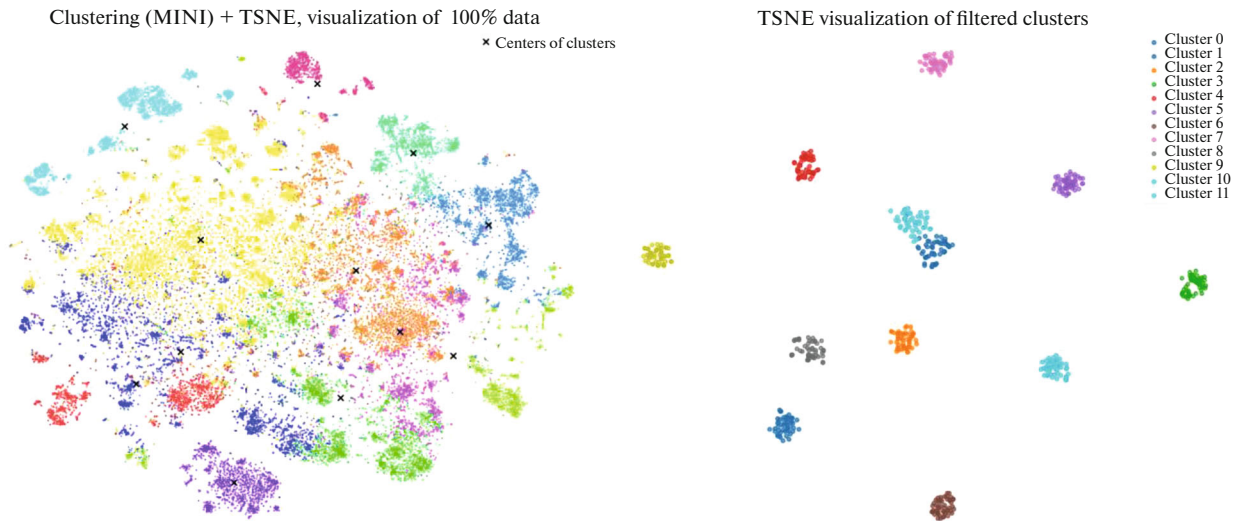 Clustering (MINI) + TSNE, visualization of 100% data
× Centers of clusters
TSNE visualization of filtered clusters
Cluster 0
Cluster 1
Cluster 2
Cluster 3
Cluster 4
Cluster 5
Cluster 6
Cluster 7
Cluster 8
Cluster 9
Cluster 10
Cluster 11